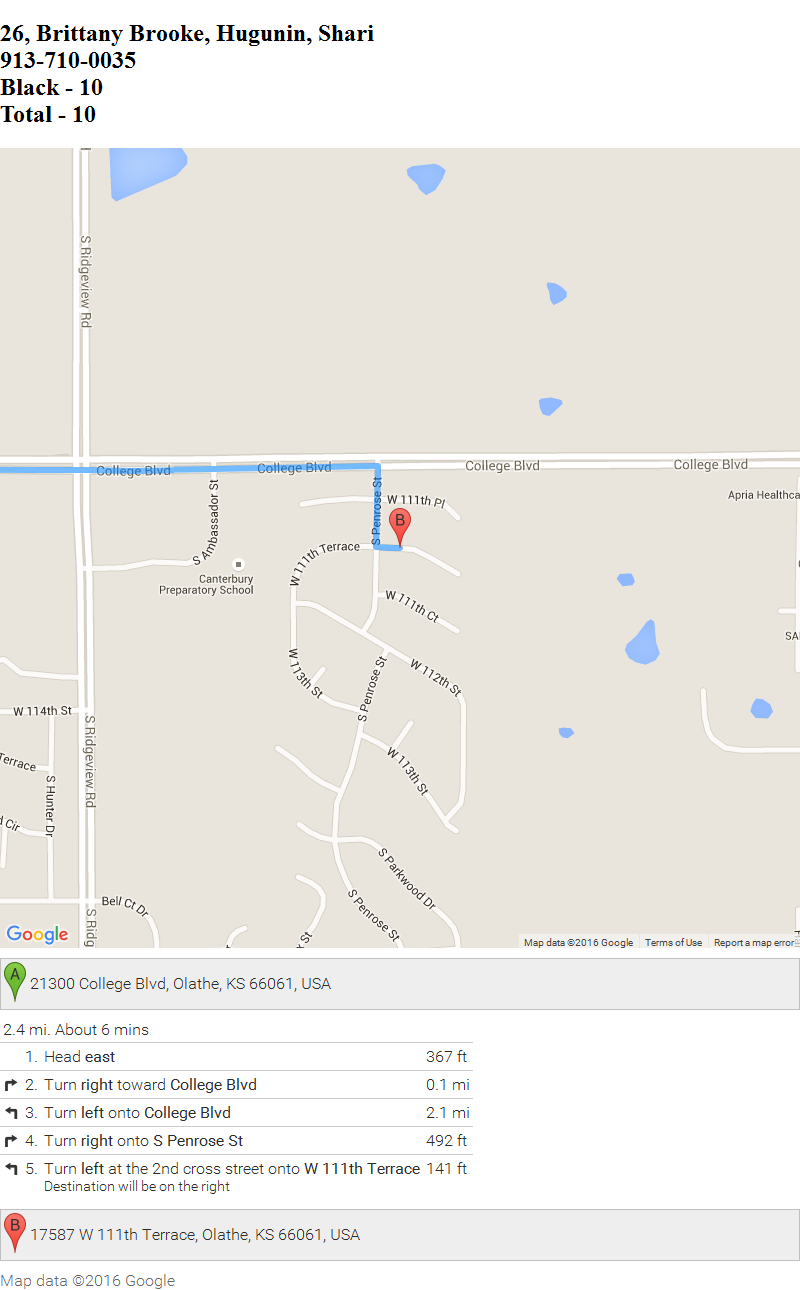 26, Brittany Brooke, Hugunin, Shari
913-710-0035
Black - 10
Total - 10
S Ridgeview Rd
College Blvd
College Blvd
College Blvd
College Blvd
S Ambassador St
S Penrose St
W 111th Pl
Apria Healthca
B
W 111th Terrace
Canterbury
Preparatory School
W 111th Ct
SA
W 113th St
S Penrose St
W 112th St
W 114th St
S Ridgeview Rd
Terrace
S Hunter Dr
W 113th St
d Cir
S Parkwood Dr
Bell Ct Dr
S Penrose St
S Ridg
x St
Google
Map data ©2016 Google
Terms of Use
Report a map error
A 21300 College Blvd, Olathe, KS 66061, USA
2.4 mi. About 6 mins
1. Head east 367 ft
2. Turn right toward College Blvd 0.1 mi
3. Turn left onto College Blvd 2.1 mi
4. Turn right onto S Penrose St 492 ft
5. Turn left at the 2nd cross street onto W 111th Terrace 141 ft
Destination will be on the right
B 17587 W 111th Terrace, Olathe, KS 66061, USA
Map data ©2016 Google